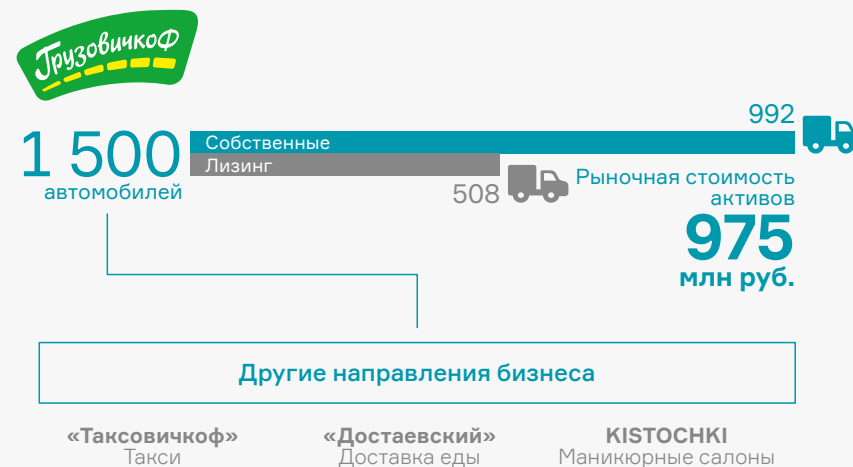 ГрузовичкоФ
992
1 500
автомобилей
Собственные
Лизинг
508
Рыночная стоимость
активов
975
млн руб.
Другие направления бизнеса
«Таксовичкоф»
Такси
«Достаевский»
Доставка еды
KISTOCHKI
Маникюрные салоны